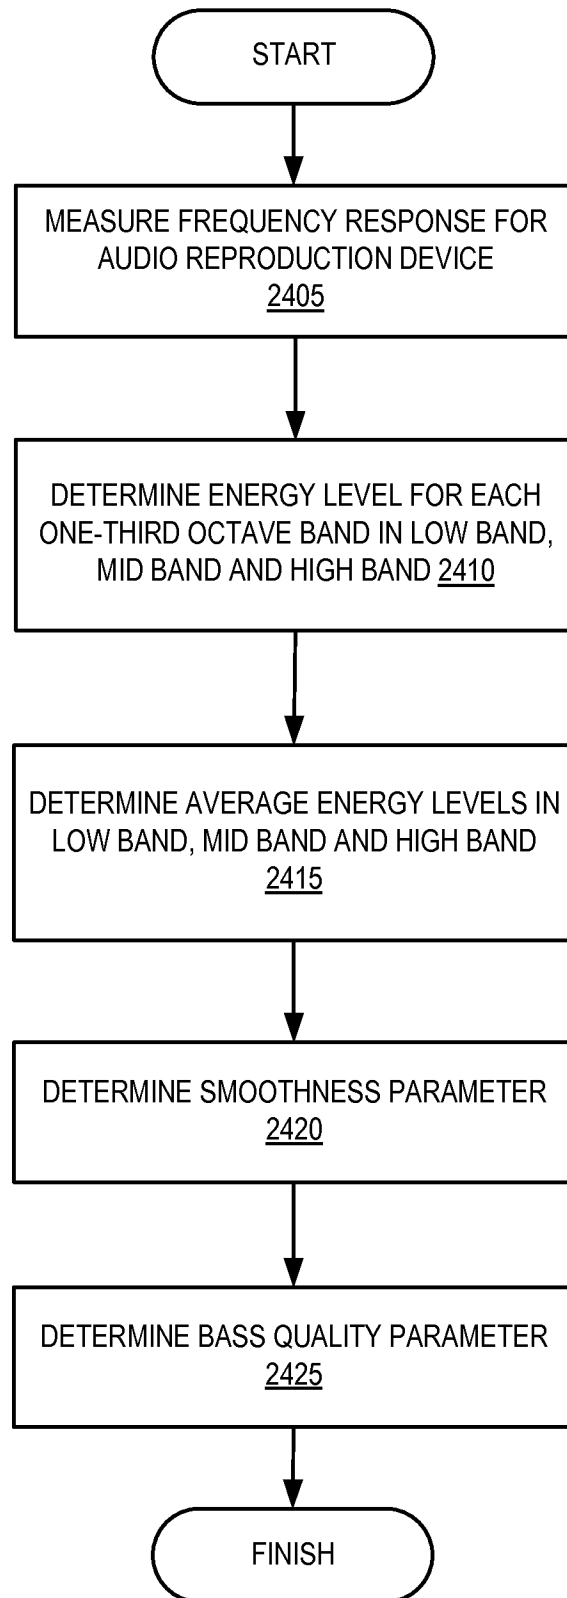 START
MEASURE FREQUENCY RESPONSE FOR
AUDIO REPRODUCTION DEVICE
2405
DETERMINE ENERGY LEVEL FOR EACH
ONE-THIRD OCTAVE BAND IN LOW BAND,
MID BAND AND HIGH BAND 2410
DETERMINE AVERAGE ENERGY LEVELS IN
LOW BAND, MID BAND AND HIGH BAND
2415
DETERMINE SMOOTHNESS PARAMETER
2420
DETERMINE BASS QUALITY PARAMETER
2425
FINISH